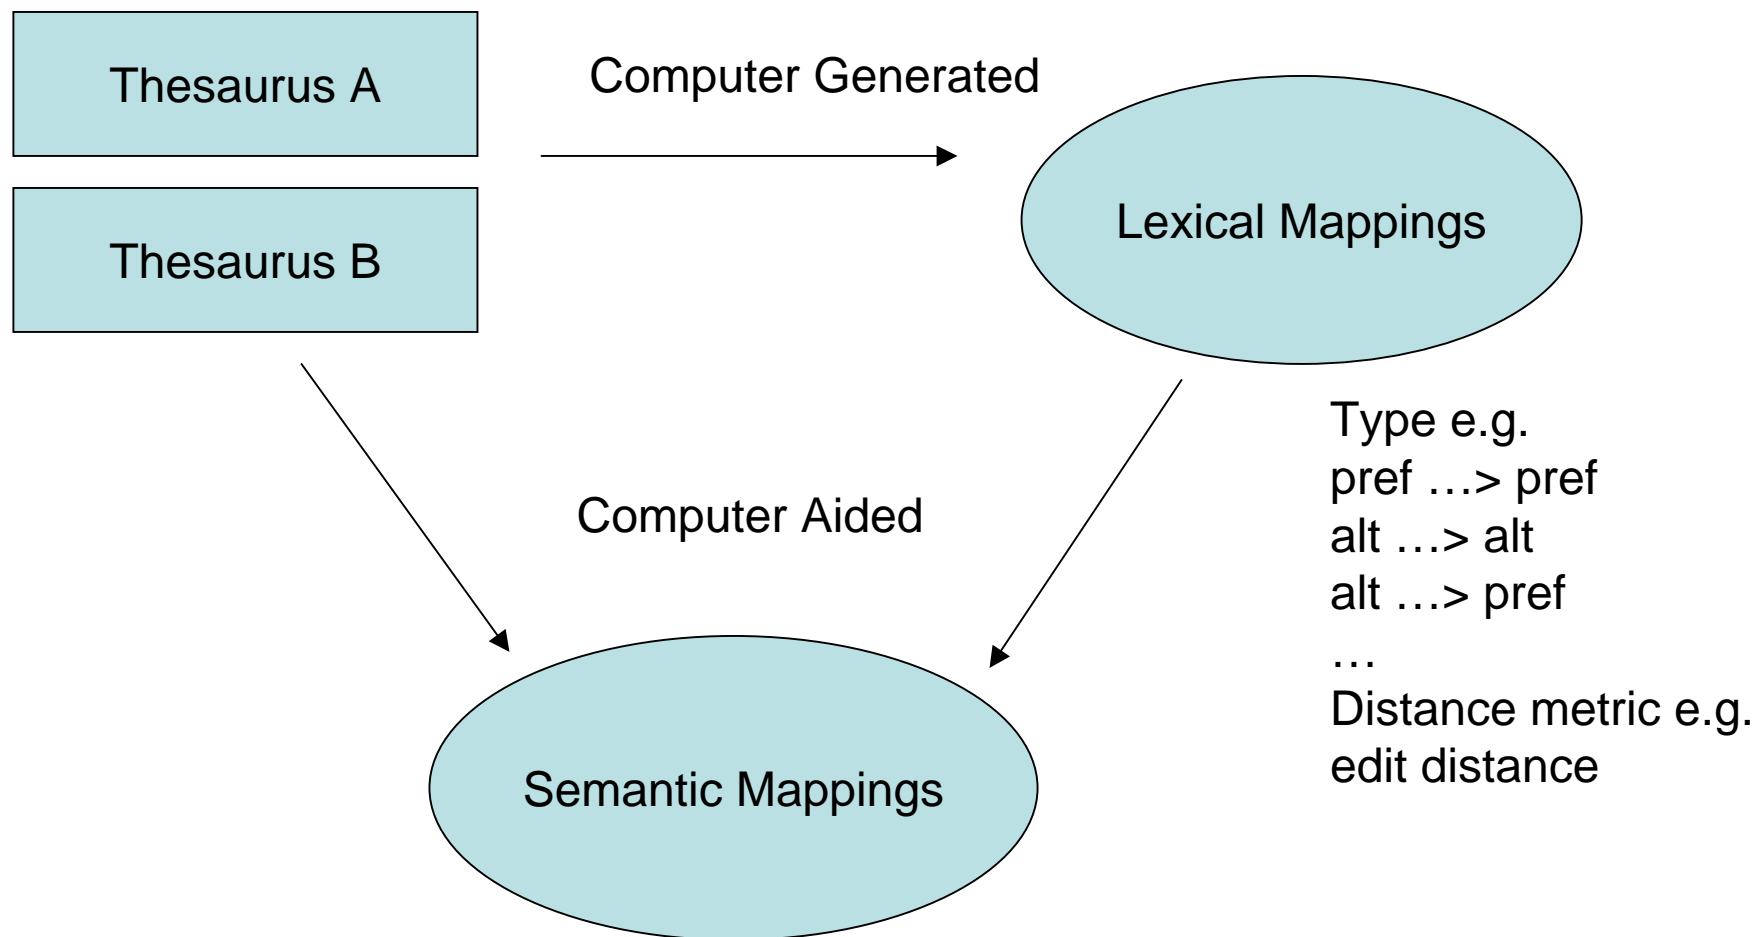 Thesaurus A
Computer Generated
Thesaurus B
Lexical Mappings
Type e.g.
pref …> pref
alt …> alt
alt …> pref
…
Distance metric e.g.
edit distance
Computer Aided
Semantic Mappings